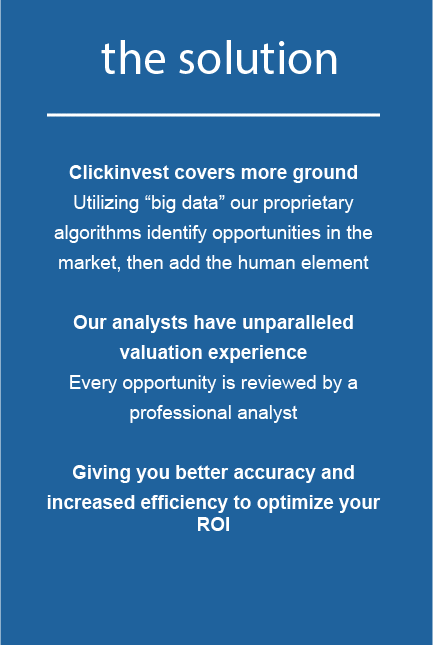 the solution
Clickinvest covers more ground
Utilizing “big data” our proprietary
algorithms identify opportunities in the
market, then add the human element
Our analysts have unparalleled
valuation experience
Every opportunity is reviewed by a
professional analyst
Giving you better accuracy and
increased efficiency to optimize your
ROI